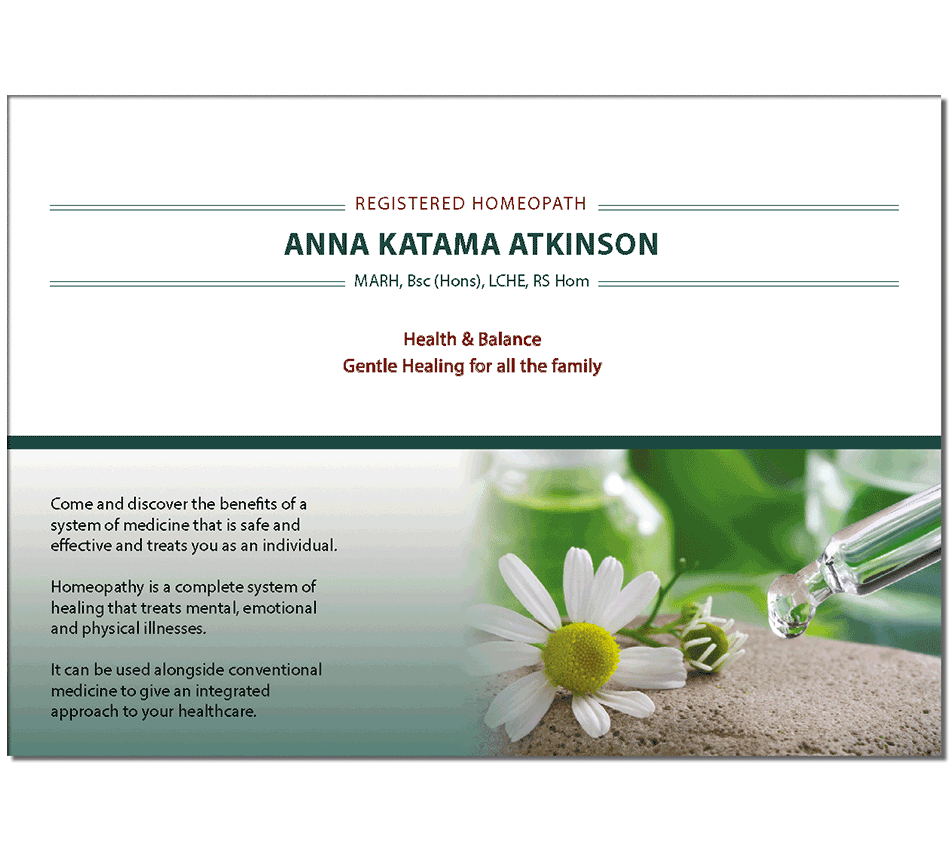 REGISTERED HOMEOPATH
ANNA KATAMA ATKINSON
MARH, Bsc (Hons), LCHE, RS Hom
Health & Balance
Gentle Healing for all the family
Come and discover the benefits of a
system of medicine that is safe and
effective and treats you as an individual.
Homeopathy is a complete system of
healing that treats mental, emotional
and physical illnesses.
It can be used alongside conventional
medicine to give an integrated
approach to your healthcare.